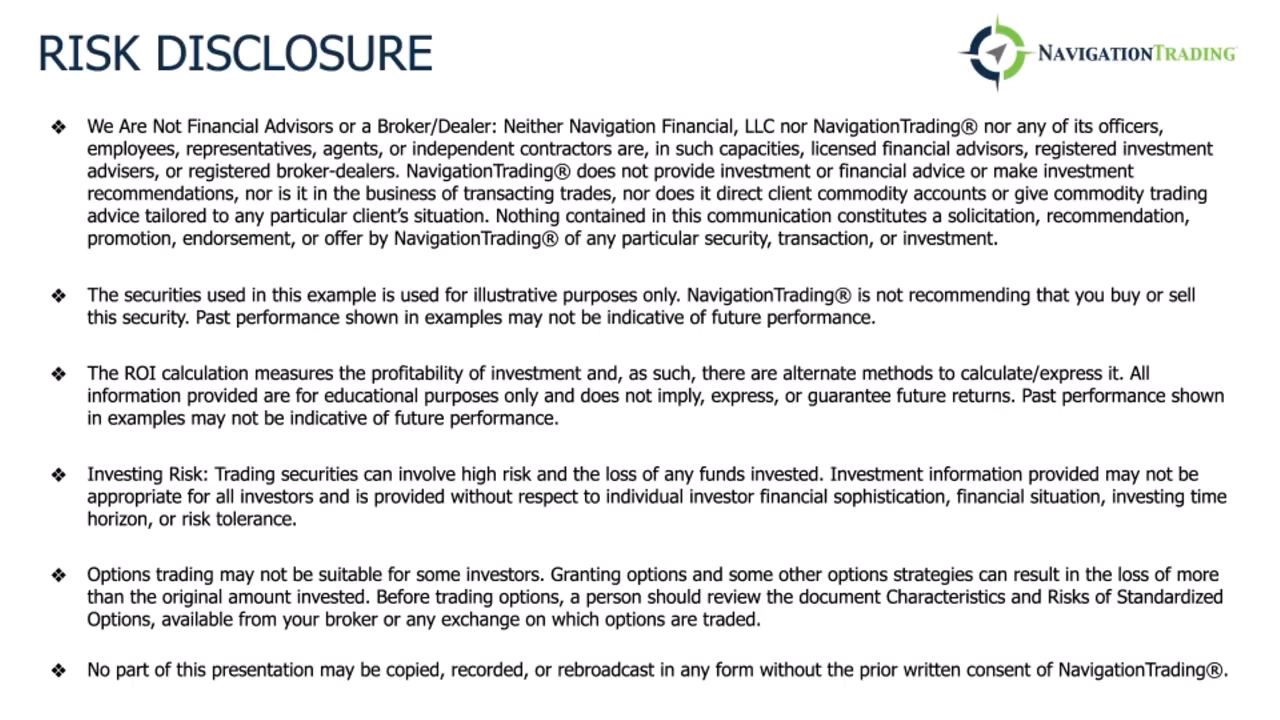 RISK DISCLOSURE
NAVIGATIONTRADING
❖ We Are Not Financial Advisors or a Broker/Dealer: Neither Navigation Financial, LLC nor NavigationTrading® nor any of its officers,
employees, representatives, agents, or independent contractors are, in such capacities, licensed financial advisors, registered investment
advisers, or registered broker-dealers. NavigationTrading® does not provide investment or financial advice or make investment
recommendations, nor is it in the business of transacting trades, nor does it direct client commodity accounts or give commodity trading
advice tailored to any particular client’s situation. Nothing contained in this communication constitutes a solicitation, recommendation,
promotion, endorsement, or offer by NavigationTrading® of any particular security, transaction, or investment.
❖ The securities used in this example is used for illustrative purposes only. NavigationTrading® is not recommending that you buy or sell
this security. Past performance shown in examples may not be indicative of future performance.
❖ The ROI calculation measures the profitability of investment and, as such, there are alternate methods to calculate/express it. All
information provided are for educational purposes only and does not imply, express, or guarantee future returns. Past performance shown
in examples may not be indicative of future performance.
❖ Investing Risk: Trading securities can involve high risk and the loss of any funds invested. Investment information provided may not be
appropriate for all investors and is provided without respect to individual investor financial sophistication, financial situation, investing time
horizon, or risk tolerance.
❖ Options trading may not be suitable for some investors. Granting options and some other options strategies can result in the loss of more
than the original amount invested. Before trading options, a person should review the document Characteristics and Risks of Standardized
Options, available from your broker or any exchange on which options are traded.
❖ No part of this presentation may be copied, recorded, or rebroadcast in any form without the prior written consent of NavigationTrading®.